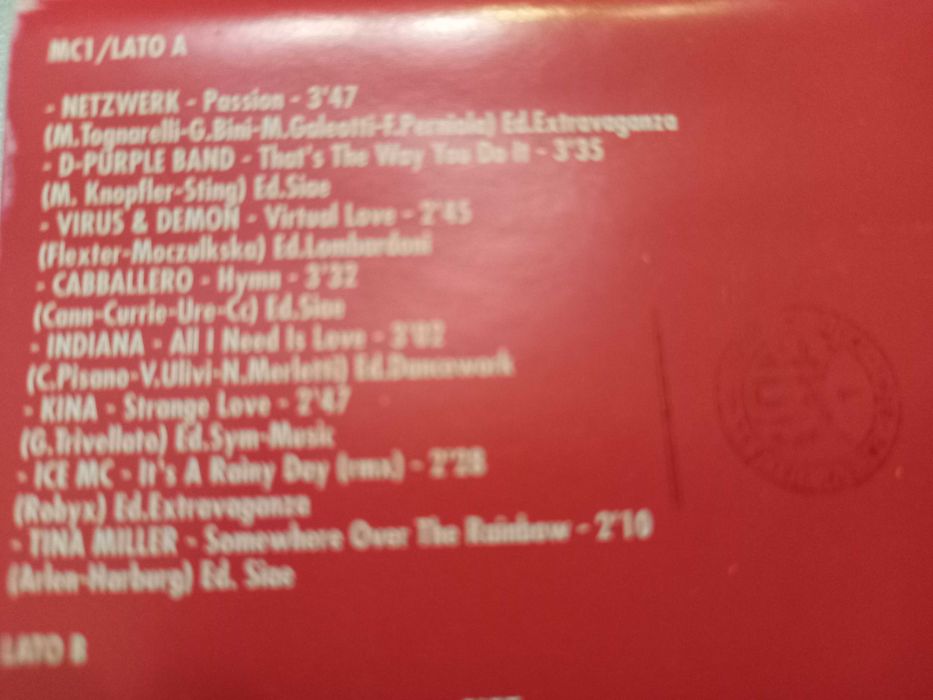 MC1/LATO A
- NETZWERK - Passion - 3'47
(M.Tognarelli-G.Bini-M.Galeotti-F.Perniola) Ed.Extravaganza
- D-PURPLE BAND - That's The Way You Do It - 3'35
(M. Knopfler-Sting) Ed.Siae
- VIRUS & DEMON - Virtual Love - 2'45
(Flexter-Moczulkska) Ed.Lombardoni
- CABBALLERO - Hymn - 3'32
(Cann-Currie-Ure-Cc) Ed.Siae
- INDIANA - All I Need Is Love - 3'02
(C.Pisano-V.Ulivi-N.Merletti) Ed.Dancework
- KINA - Strange Love - 2'47
(G.Trivellato) Ed.Sym-Music
- ICE MC - It's A Rainy Day (rmx) - 2'28
(Robyx) Ed.Extravaganza
- TINA MILLER - Somewhere Over The Rainbow - 2'10
(Arlen-Harburg) Ed. Siae
LATO B